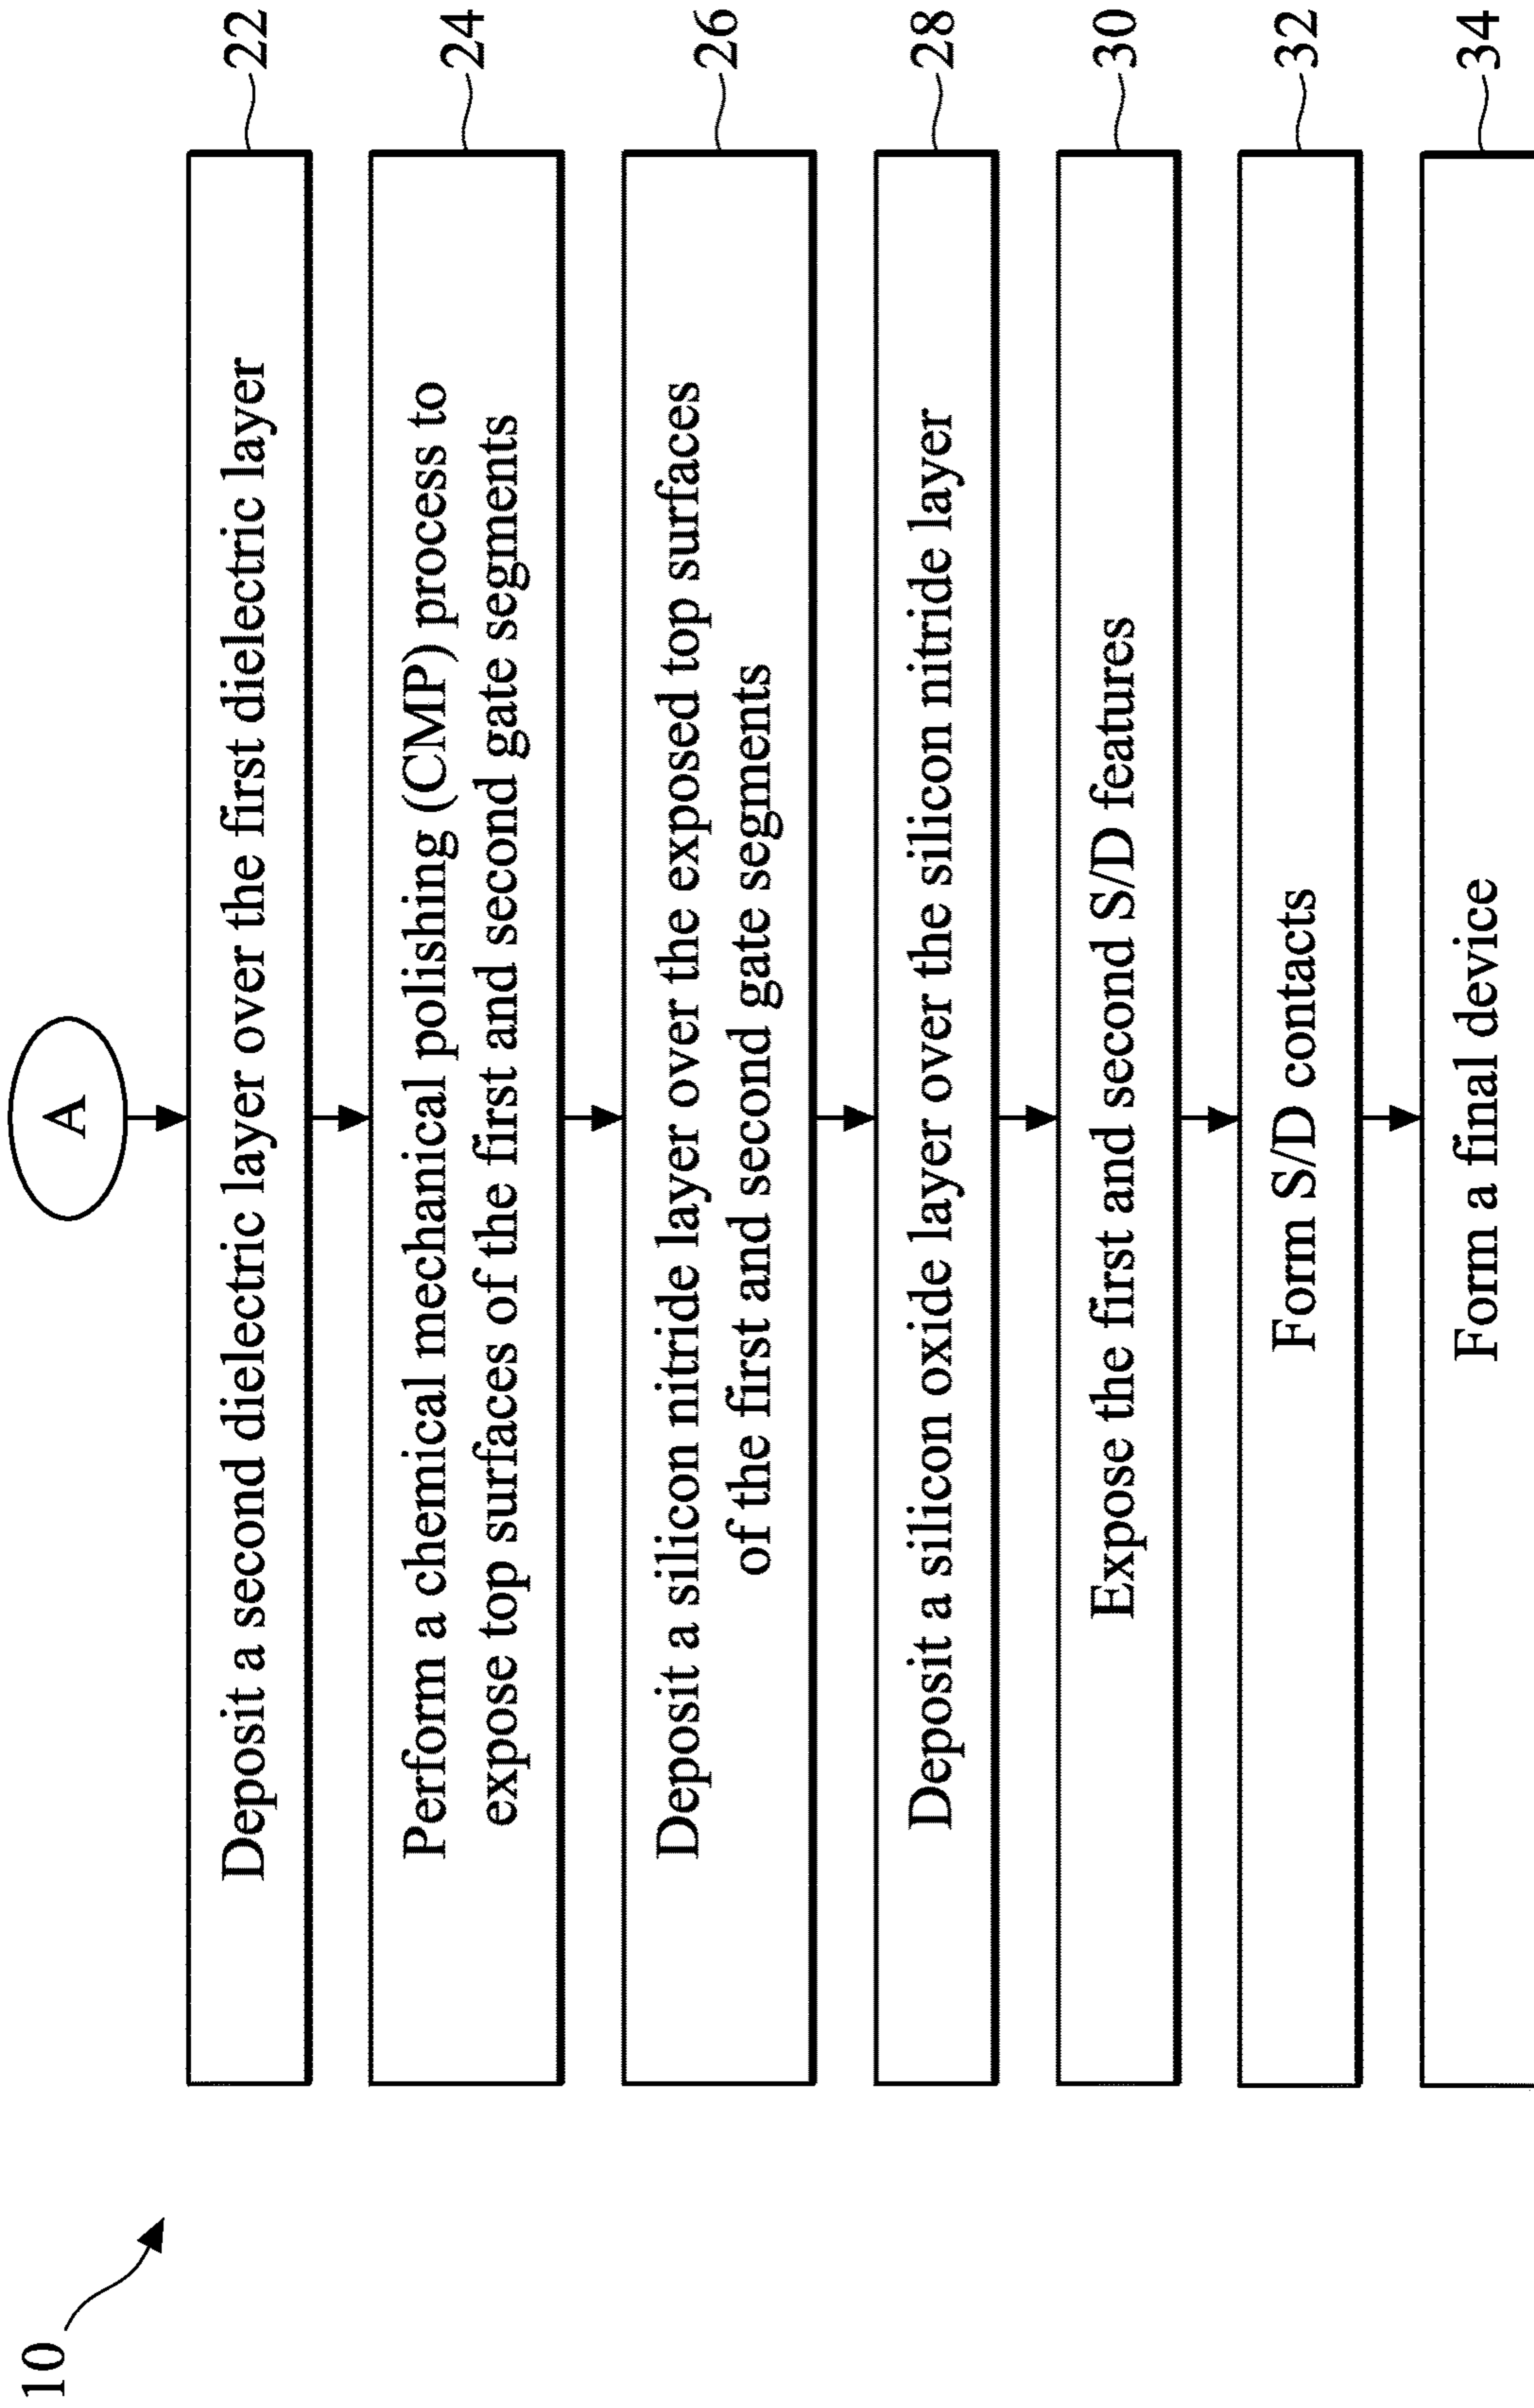 10
A
Deposit a second dielectric layer over the first dielectric layer
22
Perform a chemical mechanical polishing (CMP) process to
expose top surfaces of the first and second gate segments
24
Deposit a silicon nitride layer over the exposed top surfaces
of the first and second gate segments
26
Deposit a silicon oxide layer over the silicon nitride layer
28
Expose the first and second S/D features
30
Form S/D contacts
32
Form a final device
34